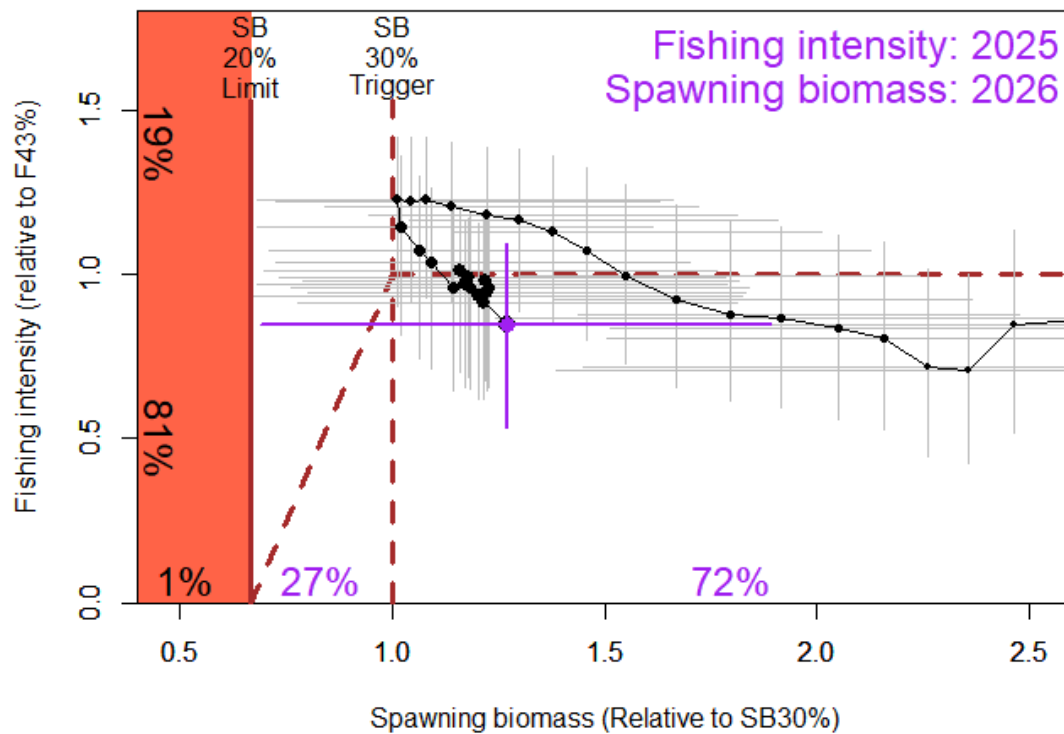 SB
20%
Limit
SB
30%
Trigger
Fishing intensity: 2025
Spawning biomass: 2026
Fishing intensity (relative to F43%)
1.5
1.0
0.5
0.0
19%
81%
1%
27%
72%
0.5
1.0
1.5
2.0
2.5
Spawning biomass (Relative to SB30%)